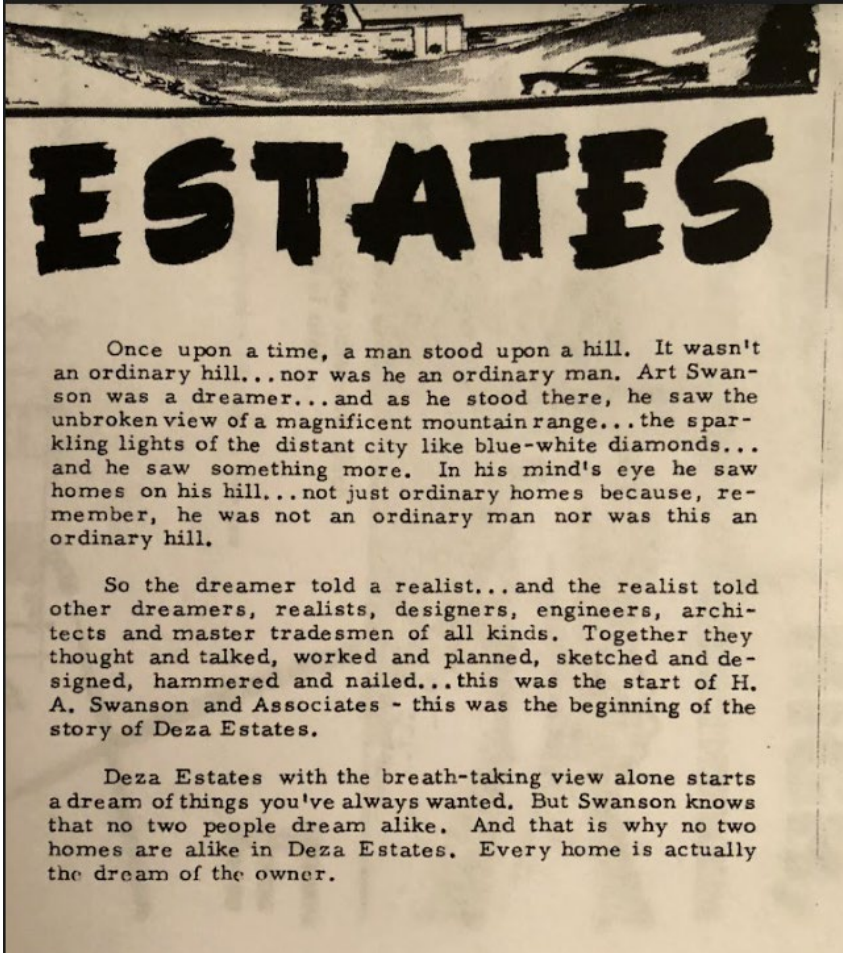 ESTATES
Once upon a time, a man stood upon a hill. It wasn't
an ordinary hill...nor was he an ordinary man. Art Swan-
son was a dreamer...and as he stood there, he saw the
unbroken view of a magnificent mountain range...the spar-
kling lights of the distant city like blue-white diamonds...
and he saw something more. In his mind's eye he saw
homes on his hill...not just ordinary homes because, re-
member, he was not an ordinary man nor was this an
ordinary hill.
So the dreamer told a realist...and the realist told
other dreamers, realists, designers, engineers, archi-
tects and master tradesmen of all kinds. Together they
thought and talked, worked and planned, sketched and de-
signed, hammered and nailed...this was the start of H.
A. Swanson and Associates - this was the beginning of the
story of Deza Estates.
Deza Estates with the breath-taking view alone starts
a dream of things you've always wanted. But Swanson knows
that no two people dream alike. And that is why no two
homes are alike in Deza Estates. Every home is actually
the dream of the owner.